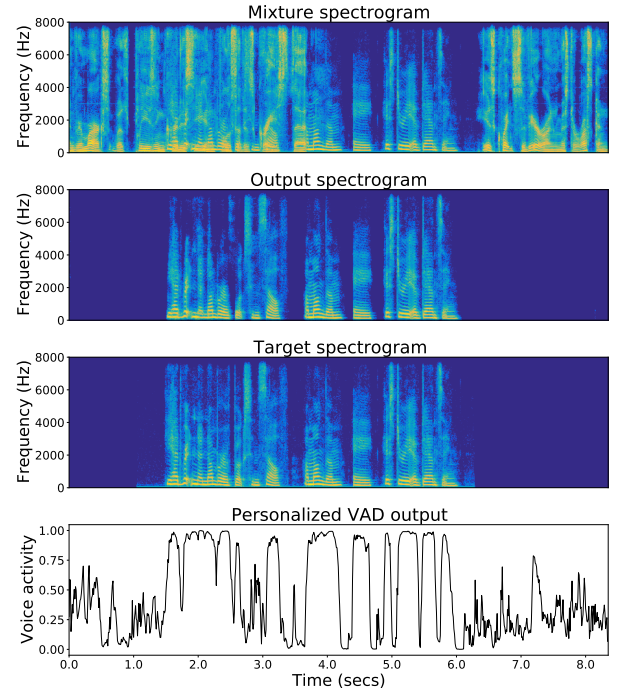 Mixture spectrogram
Frequency (Hz)
8000
6000
4000
2000
0
Output spectrogram
Frequency (Hz)
8000
6000
4000
2000
0
Target spectrogram
Frequency (Hz)
8000
6000
4000
2000
0
Personalized VAD output
Voice activity
1.00
0.75
0.50
0.25
0.00
0.0 1.0 2.0 3.0 4.0 5.0 6.0 7.0 8.0
Time (secs)